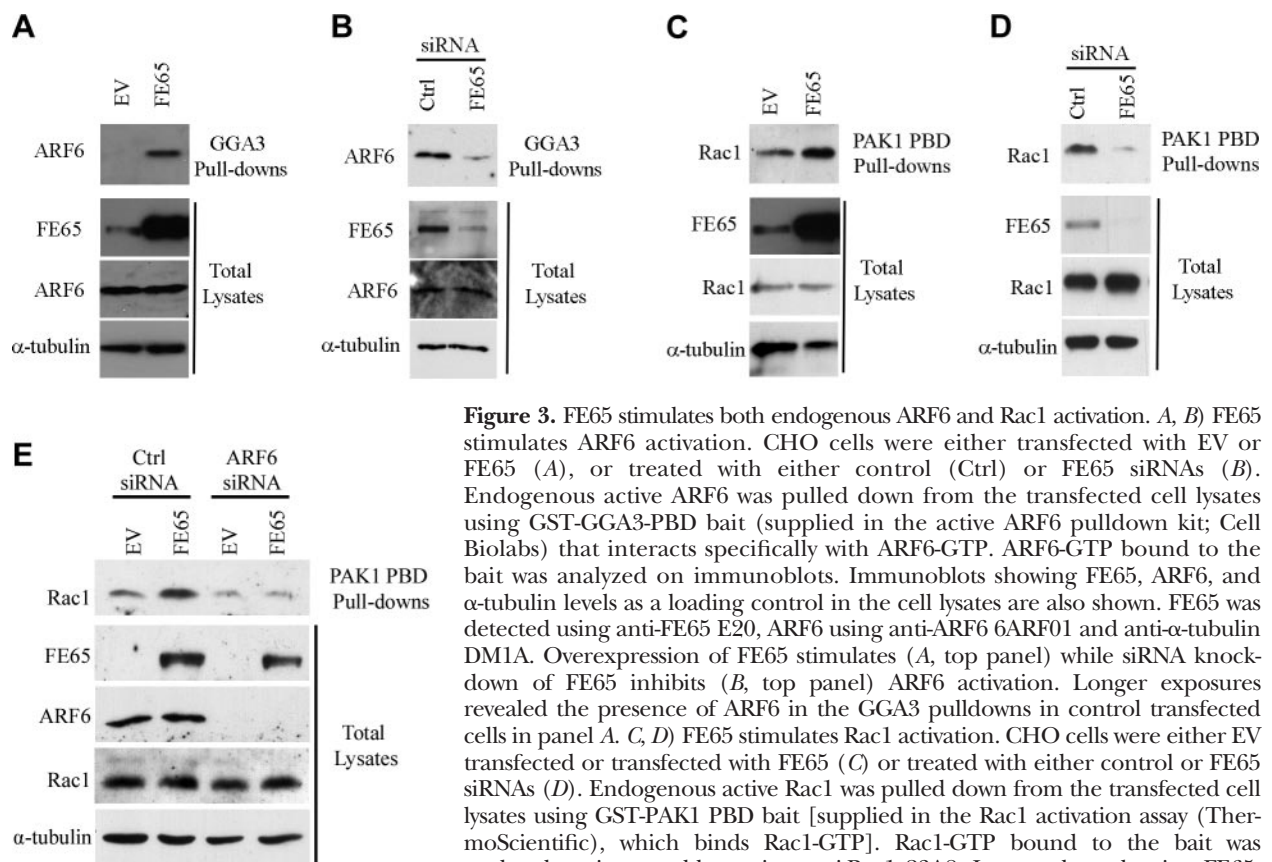 A
B
C
D
siRNA
siRNA
EV
FE65
Ctrl
FE65
EV
FE65
Ctrl
FE65
ARF6
GGA3
Pull-downs
ARF6
GGA3
Pull-downs
Rac1
PAK1 PBD
Pull-downs
Rac1
PAK1 PBD
Pull-downs
FE65
ARF6
α-tubulin
Total
Lysates
FE65
ARF6
α-tubulin
Total
Lysates
FE65
Rac1
α-tubulin
Total
Lysates
FE65
Rac1
α-tubulin
Total
Lysates
E
Ctrl
siRNA
ARF6
siRNA
EV
FE65
EV
FE65
Rac1
PAK1 PBD
Pull-downs
FE65
ARF6
Rac1
α-tubulin
Total
Lysates
Figure 3. FE65 stimulates both endogenous ARF6 and Rac1 activation. A, B) FE65
stimulates ARF6 activation. CHO cells were either transfected with EV or
FE65 (A), or treated with either control (Ctrl) or FE65 siRNAs (B).
Endogenous active ARF6 was pulled down from the transfected cell lysates
using GST-GGA3-PBD bait (supplied in the active ARF6 pulldown kit; Cell
Biolabs) that interacts specifically with ARF6-GTP. ARF6-GTP bound to the
bait was analyzed on immunoblots. Immunoblots showing FE65, ARF6, and
α-tubulin levels as a loading control in the cell lysates are also shown. FE65 was
detected using anti-FE65 E20, ARF6 using anti-ARF6 6ARF01 and anti-α-tubulin
DM1A. Overexpression of FE65 stimulates (A, top panel) while siRNA knock-
down of FE65 inhibits (B, top panel) ARF6 activation. Longer exposures
revealed the presence of ARF6 in the GGA3 pulldowns in control transfected
cells in panel A. C, D) FE65 stimulates Rac1 activation. CHO cells were either EV
transfected or transfected with FE65 (C) or treated with either control or FE65
siRNAs (D). Endogenous active Rac1 was pulled down from the transfected cell
lysates using GST-PAK1 PBD bait [supplied in the Rac1 activation assay (Ther-
moScientific), which binds Rac1-GTP]. Rac1-GTP bound to the bait was